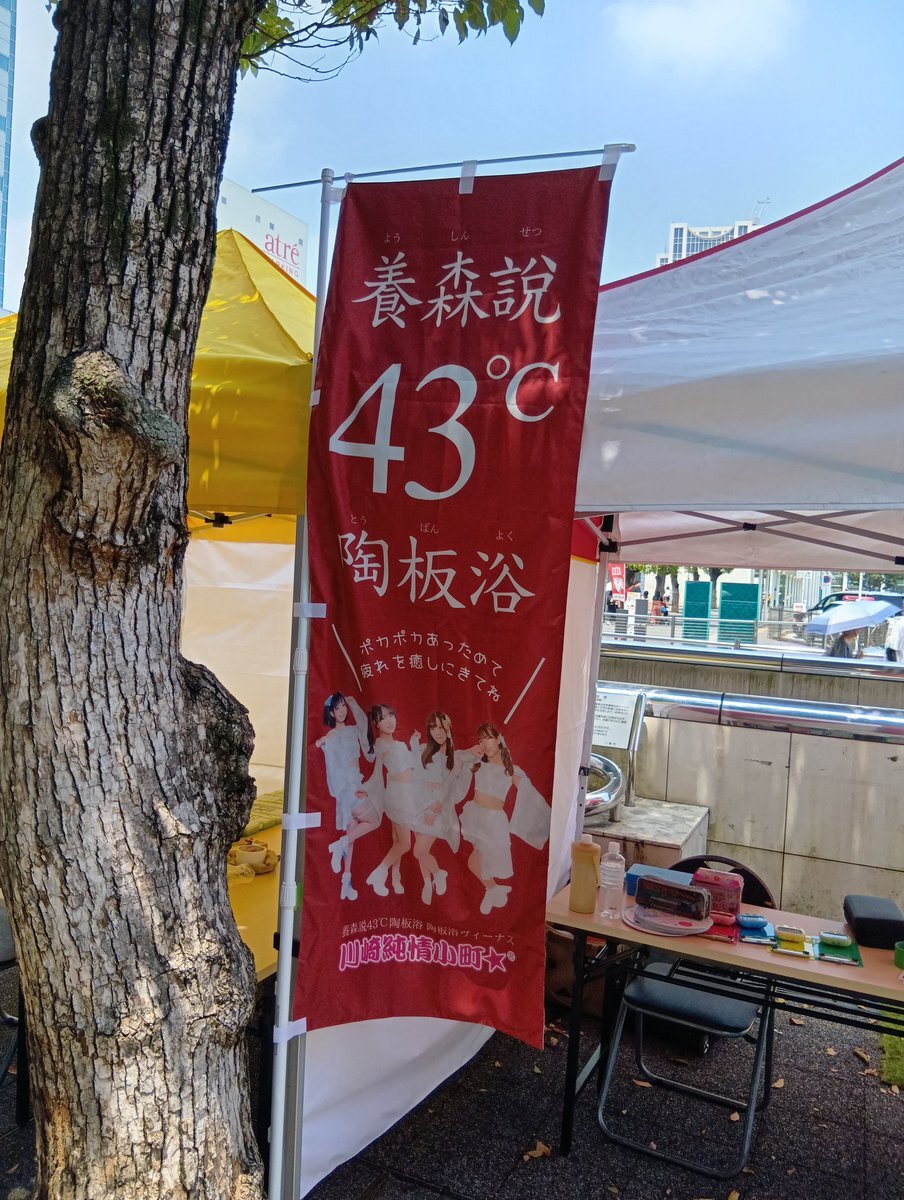 atré
よう しん せつ
養森説
43℃
とう ばん よく
陶板浴
ポカポカあっためて
疲れを癒しにきてね
養森説43℃陶板浴 陶板浴ヴィーナス
川崎純情小町★®